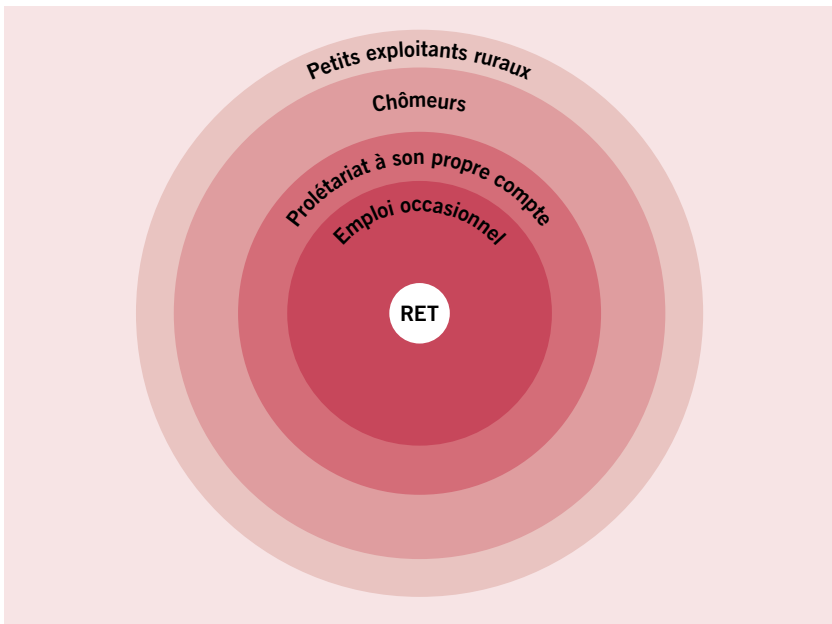 Petits exploitants ruraux
Chômeurs
Prolétariat à son propre compte
Emploi occasionnel
RET